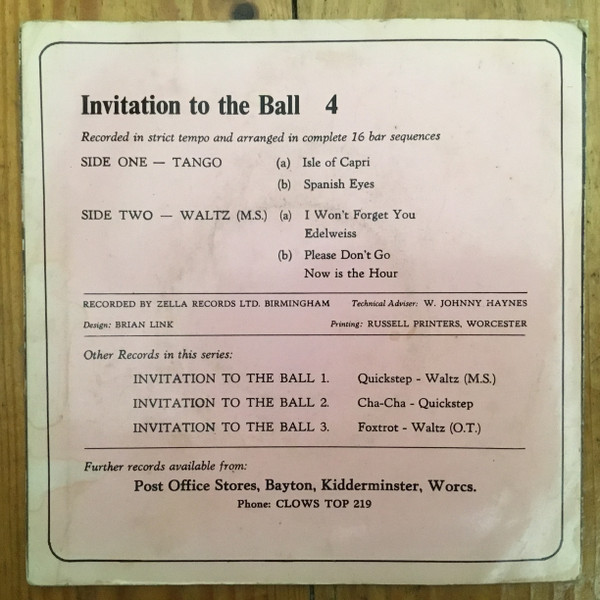 Invitation to the Ball 4
Recorded in strict tempo and arranged in complete 16 bar sequences
SIDE ONE — TANGO (a) Isle of Capri
(b) Spanish Eyes
SIDE TWO — WALTZ (M.S.) (a) I Won't Forget You
Edelweiss
(b) Please Don't Go
Now is the Hour
RECORDED BY ZELLA RECORDS LTD. BIRMINGHAM Technical Adviser: W. JOHNNY HAYNES
Design: BRIAN LINK Printing: RUSSELL PRINTERS, WORCESTER
Other Records in this series:
INVITATION TO THE BALL 1. Quickstep - Waltz (M.S.)
INVITATION TO THE BALL 2. Cha-Cha - Quickstep
INVITATION TO THE BALL 3. Foxtrot - Waltz (O.T.)
Further records available from:
Post Office Stores, Bayton, Kidderminster, Worcs.
Phone: CLOWS TOP 219